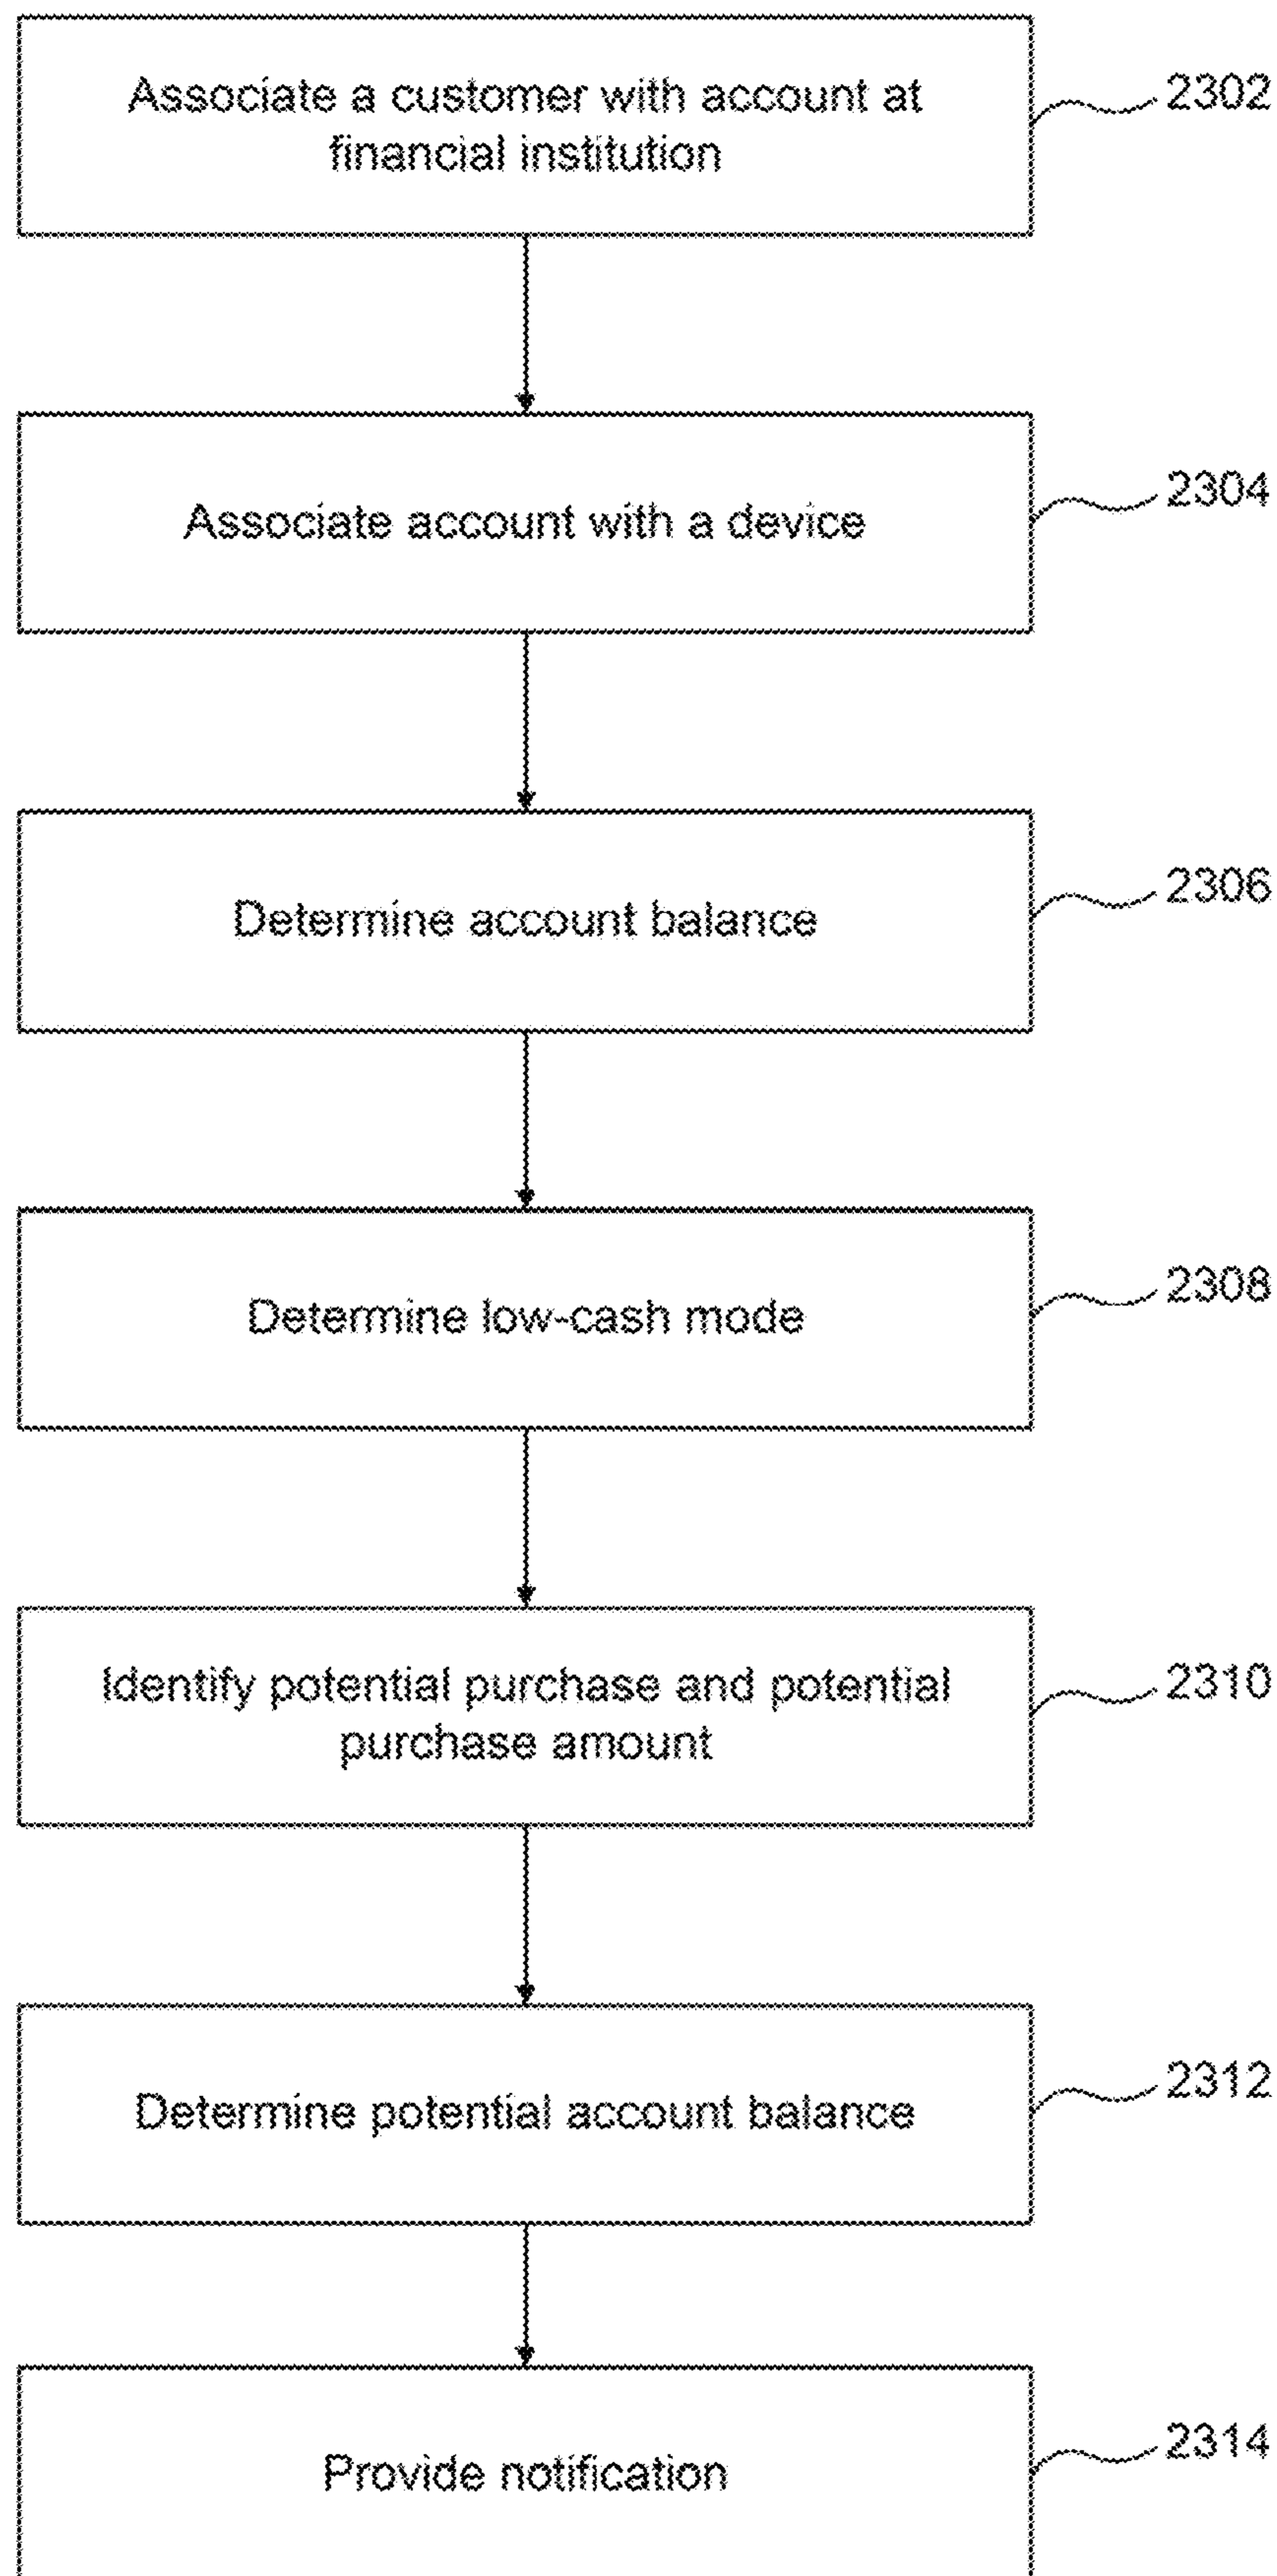 Associate a customer with account at
financial institution
2302
Associate account with a device
2304
Determine account balance
2306
Determine low-cash mode
2308
Identify potential purchase and potential
purchase amount
2310
Determine potential account balance
2312
Provide notification
2314